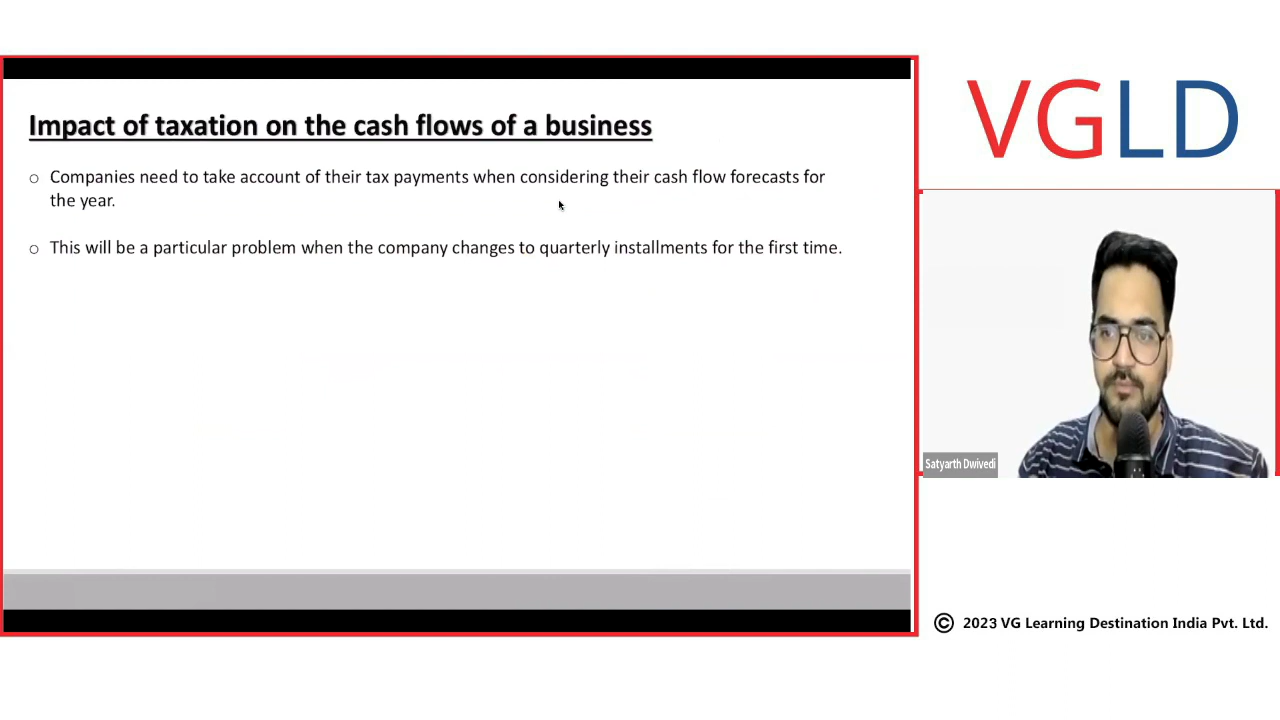 Impact of taxation on the cash flows of a business
○ Companies need to take account of their tax payments when considering their cash flow forecasts for
the year.
○ This will be a particular problem when the company changes to quarterly installments for the first time.
VGLD
Satyarth Dwivedi
© 2023 VG Learning Destination India Pvt. Ltd.